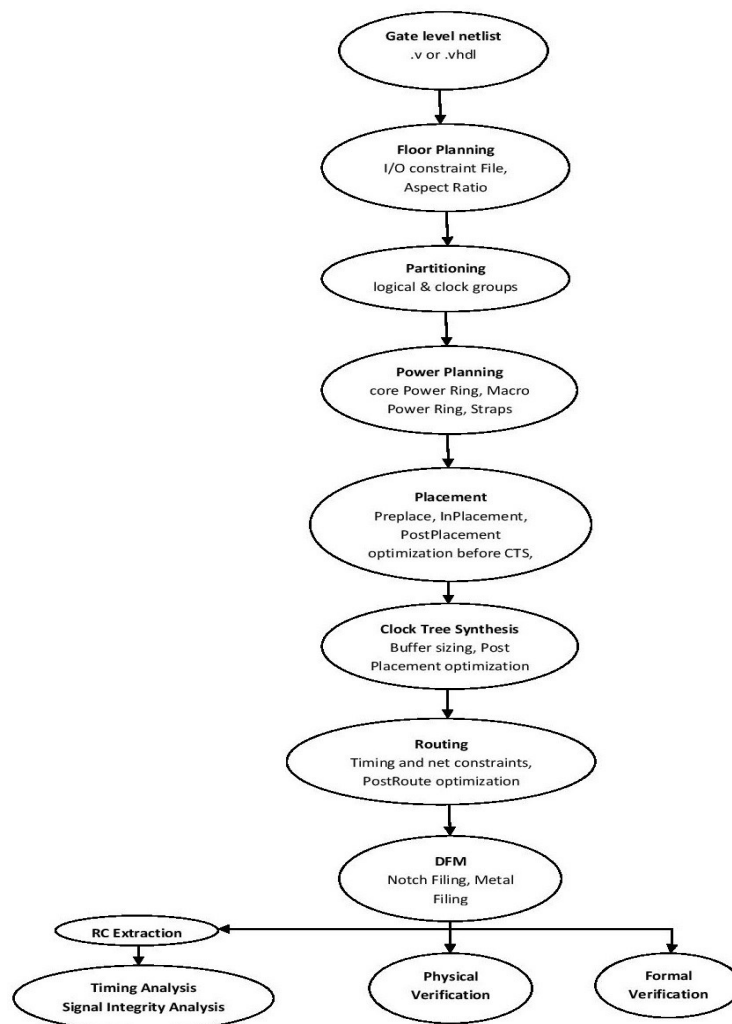 Gate level netlist
.v or .vhdl
Floor Planning
I/O constraint File,
Aspect Ratio
Partitioning
logical & clock groups
Power Planning
core Power Ring, Macro
Power Ring, Straps
Placement
Preplace, InPlacement,
PostPlacement
optimization before CTS,
Clock Tree Synthesis
Buffer sizing, Post
Placement optimization
Routing
Timing and net constraints,
PostRoute optimization
DFM
Notch Filing, Metal
Filing
RC Extraction
Timing Analysis
Signal Integrity Analysis
Physical
Verification
Formal
Verification